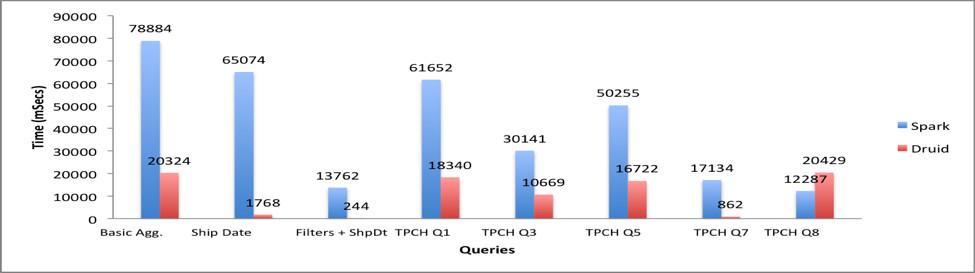 90000
80000
70000
60000
50000
40000
30000
20000
10000
0
Time (mSecs)
78884
20324
65074
1768
13762
244
61652
18340
30141
10669
50255
16722
17134
862
12287
20429
Basic Agg.
Ship Date
Filters + ShpDt
TPCH Q1
TPCH Q3
TPCH Q5
TPCH Q7
TPCH Q8
Queries
Spark
Druid